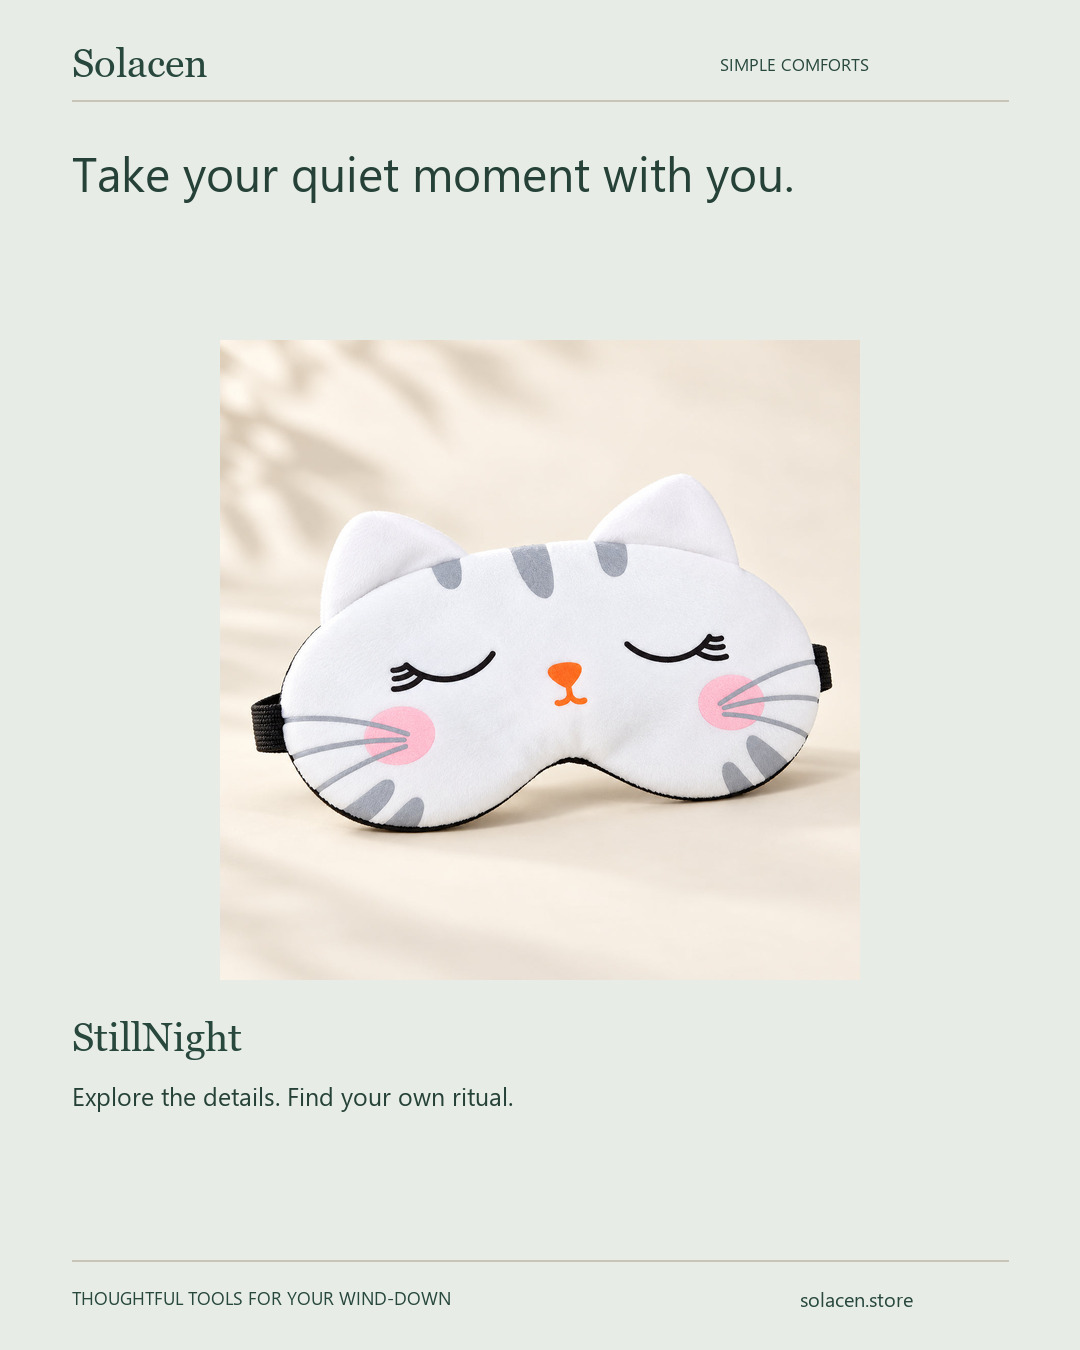 Solacen
SIMPLE COMFORTS
Take your quiet moment with you.
StillNight
Explore the details. Find your own ritual.
THOUGHTFUL TOOLS FOR YOUR WIND-DOWN
solacen.store